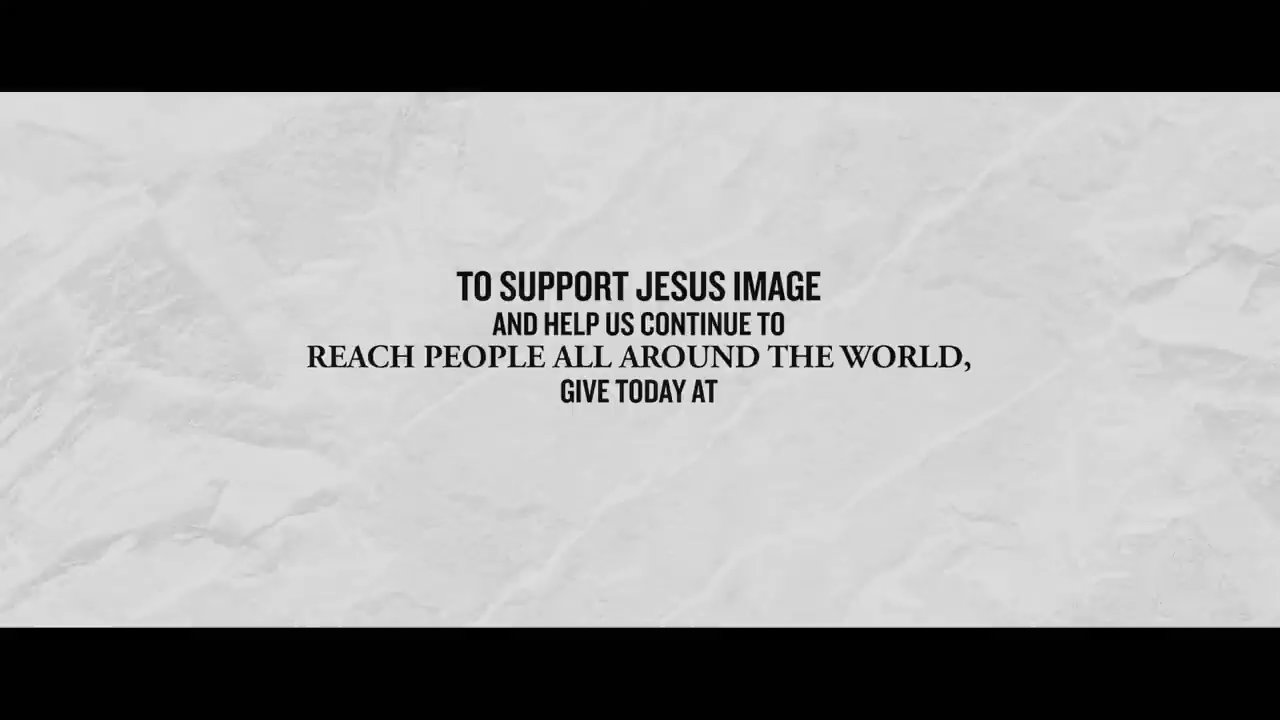 TO SUPPORT JESUS IMAGE
AND HELP US CONTINUE TO
REACH PEOPLE ALL AROUND THE WORLD,
GIVE TODAY AT